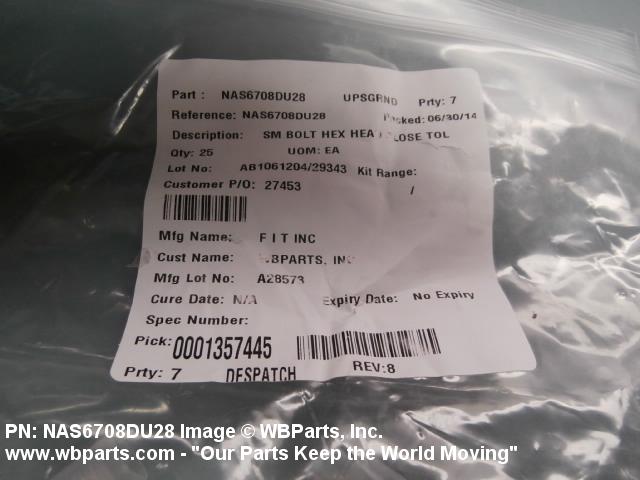 Part : NAS6708DU28 UPSGRND Prty: 7
Reference: NAS6708DU28 Packed: 06/30/14
Description: SM BOLT HEX HEA CLOSE TOL
Qty: 25 UOM: EA
Lot No: AB1061204/29343 Kit Range:
Customer P/O: 27453 /
Mfg Name: F I T INC
Cust Name: WBPARTS, INC
Mfg Lot No: A28573
Cure Date: N/A Expiry Date: No Expiry
Spec Number:
Pick: 0001357445
Prty: 7 DESPATCH REV:8
PN: NAS6708DU28 Image © WBParts, Inc.
www.wbparts.com - "Our Parts Keep the World Moving"